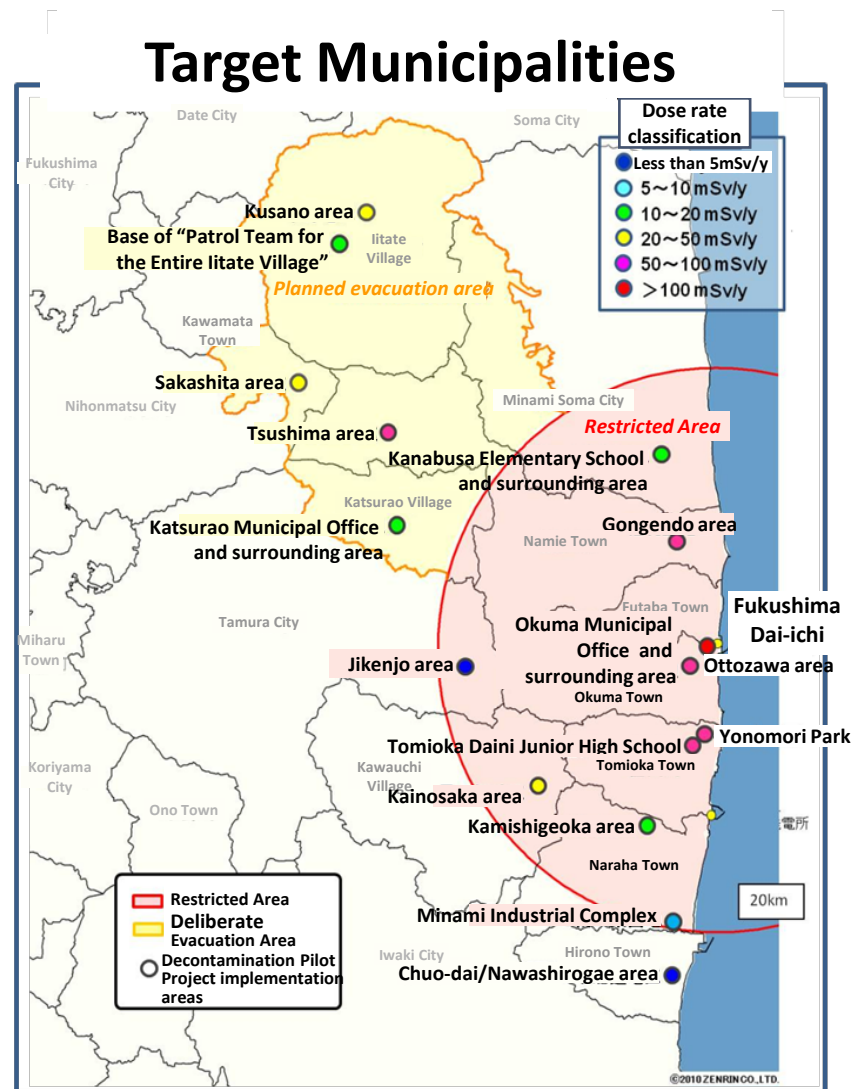 Target Municipalities
Date City
Soma City
Dose rate
classification
Less than 5mSv/y
5～10 mSv/y
10～20 mSv/y
20～50 mSv/y
50～100 mSv/y
＞100 mSv/y
Fukushima
City
Kusano area
Base of “Patrol Team for
the Entire Iitate Village”
Iitate
Village
Planned evacuation area
Kawamata
Town
Sakashita area
Nihonmatsu City
Minami Soma City
Restricted Area
Tsushima area
Kanabusa Elementary School
and surrounding area
Katsurao Village
Katsurao Municipal Office
and surrounding area
Gongendo area
Namie Town
Futaba Town
Fukushima
Dai-ichi
Tamura City
Miharu
Town
Okuma Municipal
Office and
surrounding area
Jikenjo area
Ottozawa area
Okuma Town
Yonomori Park
Tomioka Daini Junior High School
Tomioka Town
Koriyama
City
Kawauchi
Village
Kainosaka area
Ono Town
Kamishigeoka area
電所
Naraha Town
Restricted Area
Deliberate
Evacuation Area
Decontamination Pilot
Project implementation
areas
20km
Minami Industrial Complex
Iwaki City
Hirono Town
Chuo-dai/Nawashirogae area
©2010 ZENRIN CO., LTD.